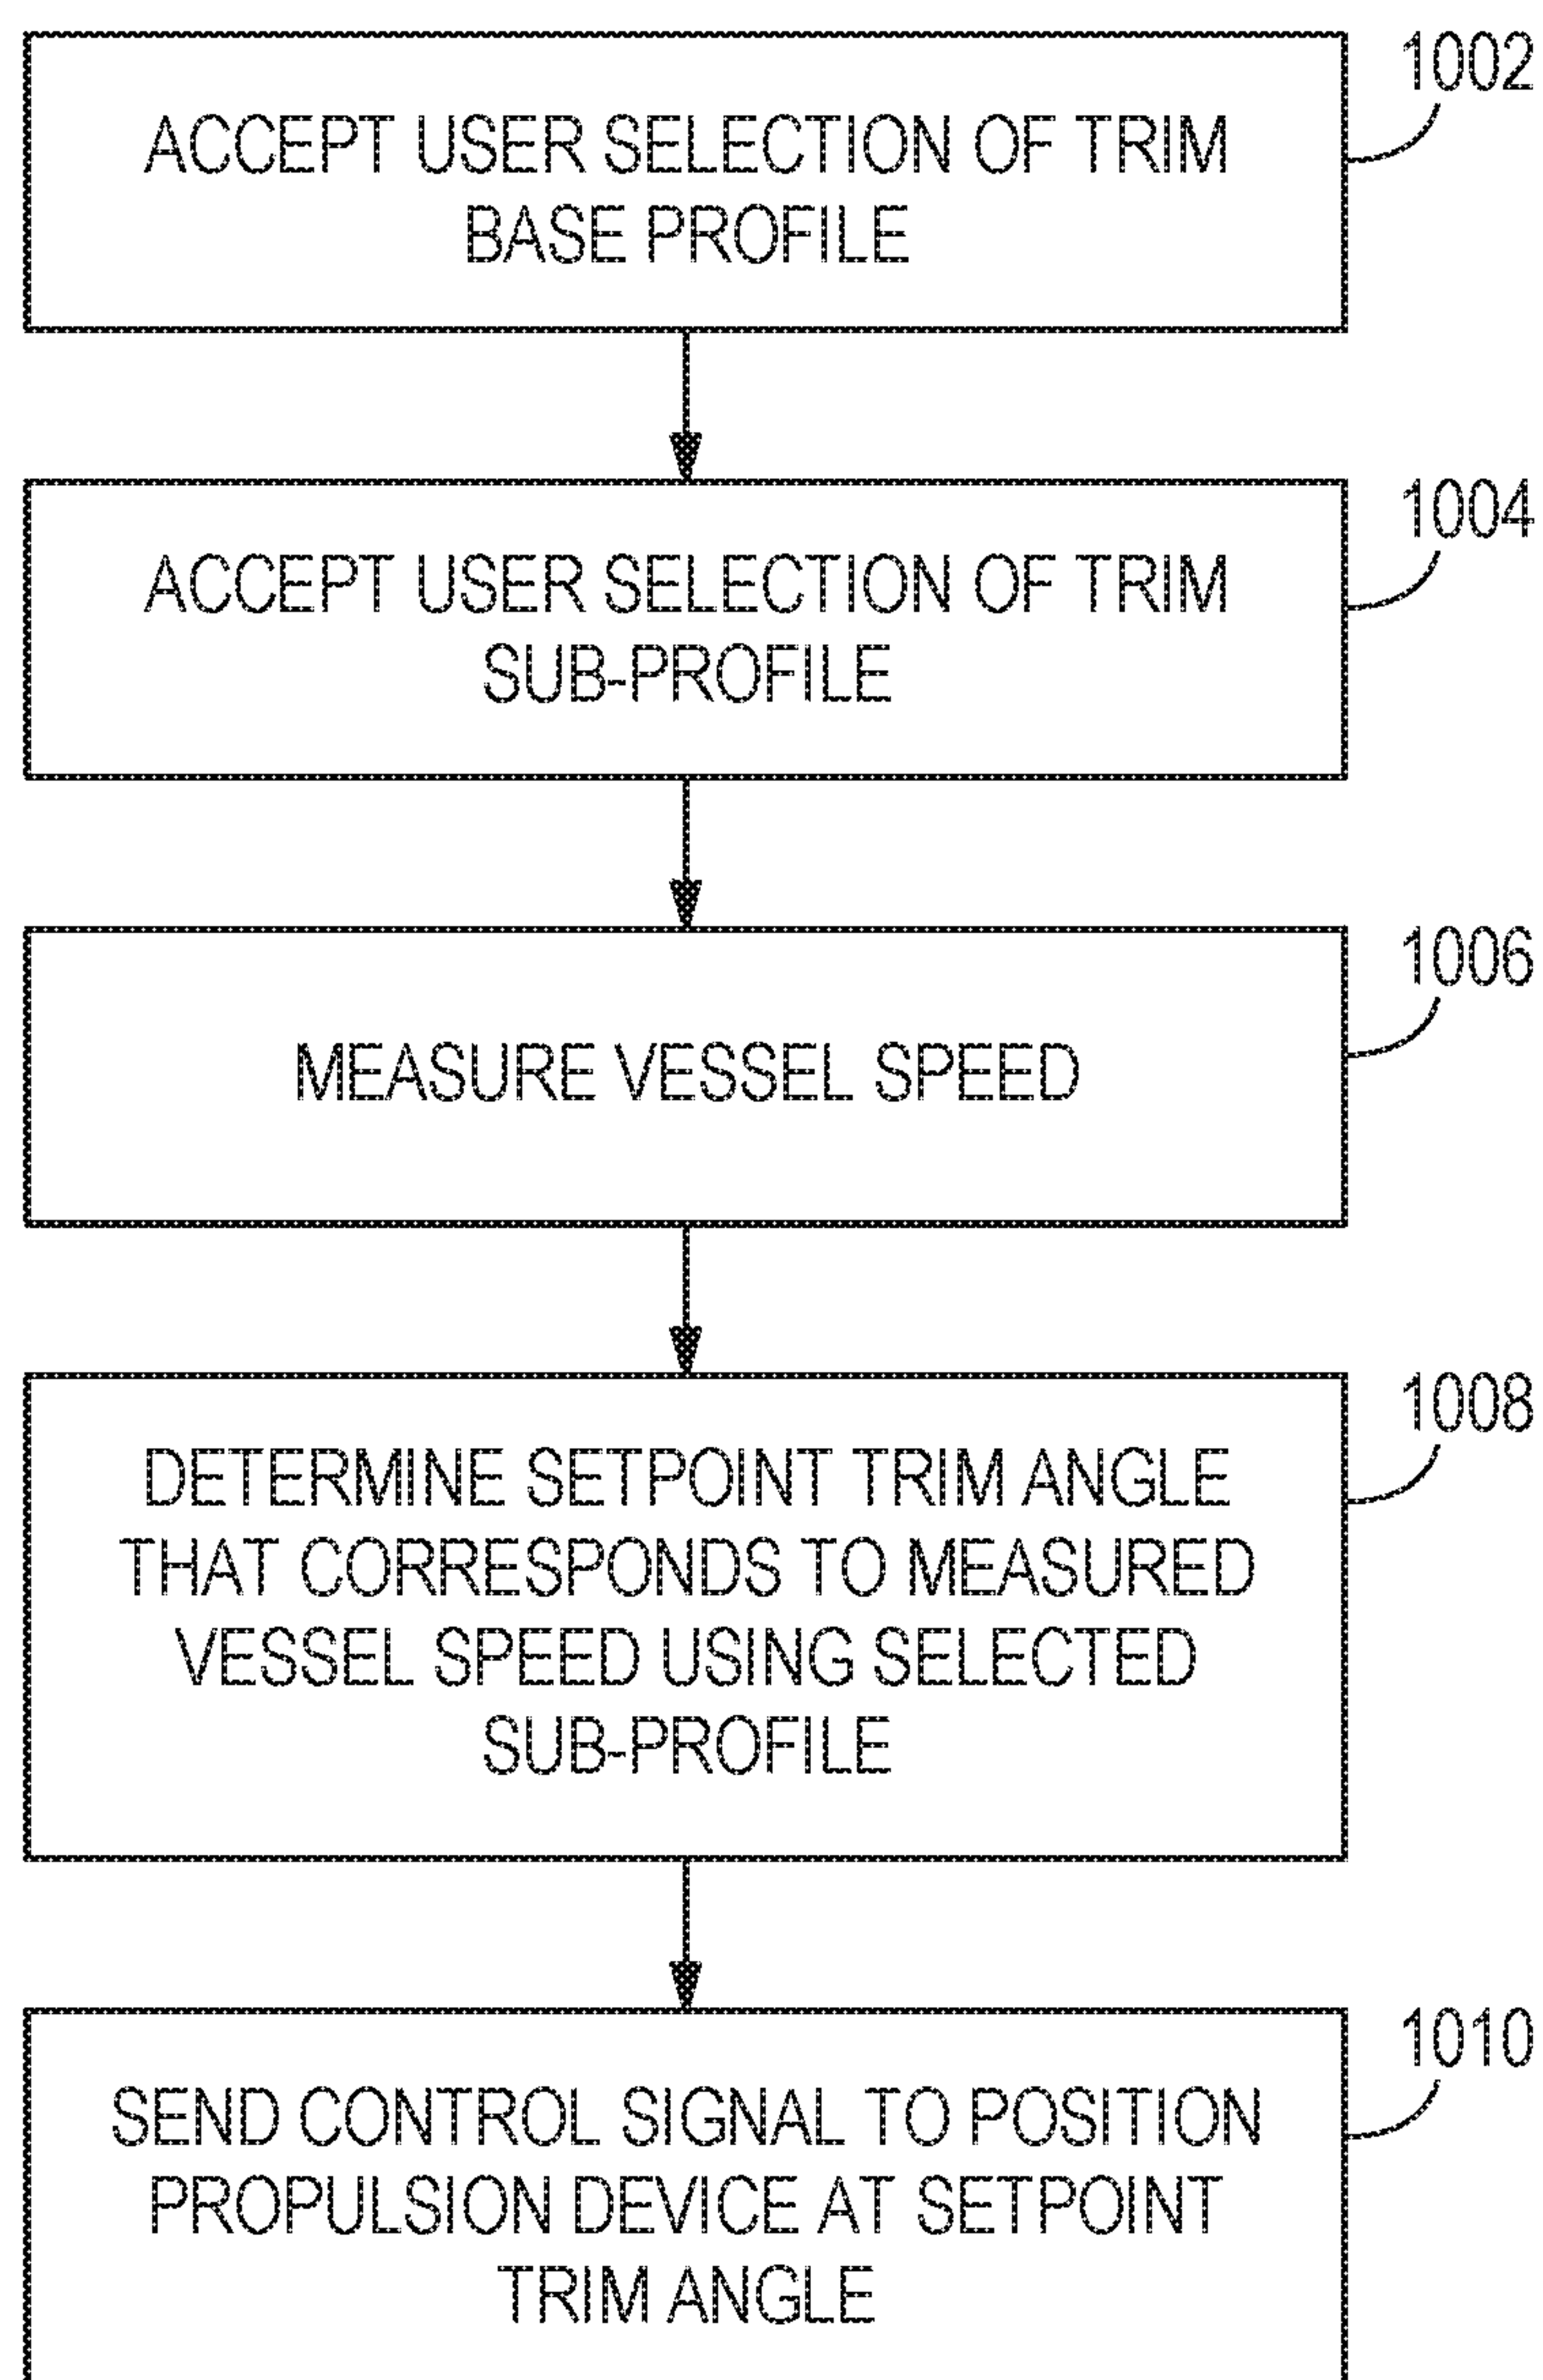 1002
ACCEPT USER SELECTION OF TRIM
BASE PROFILE
1004
ACCEPT USER SELECTION OF TRIM
SUB-PROFILE
1006
MEASURE VESSEL SPEED
1008
DETERMINE SETPOINT TRIM ANGLE
THAT CORRESPONDS TO MEASURED
VESSEL SPEED USING SELECTED
SUB-PROFILE
1010
SEND CONTROL SIGNAL TO POSITION
PROPULSION DEVICE AT SETPOINT
TRIM ANGLE